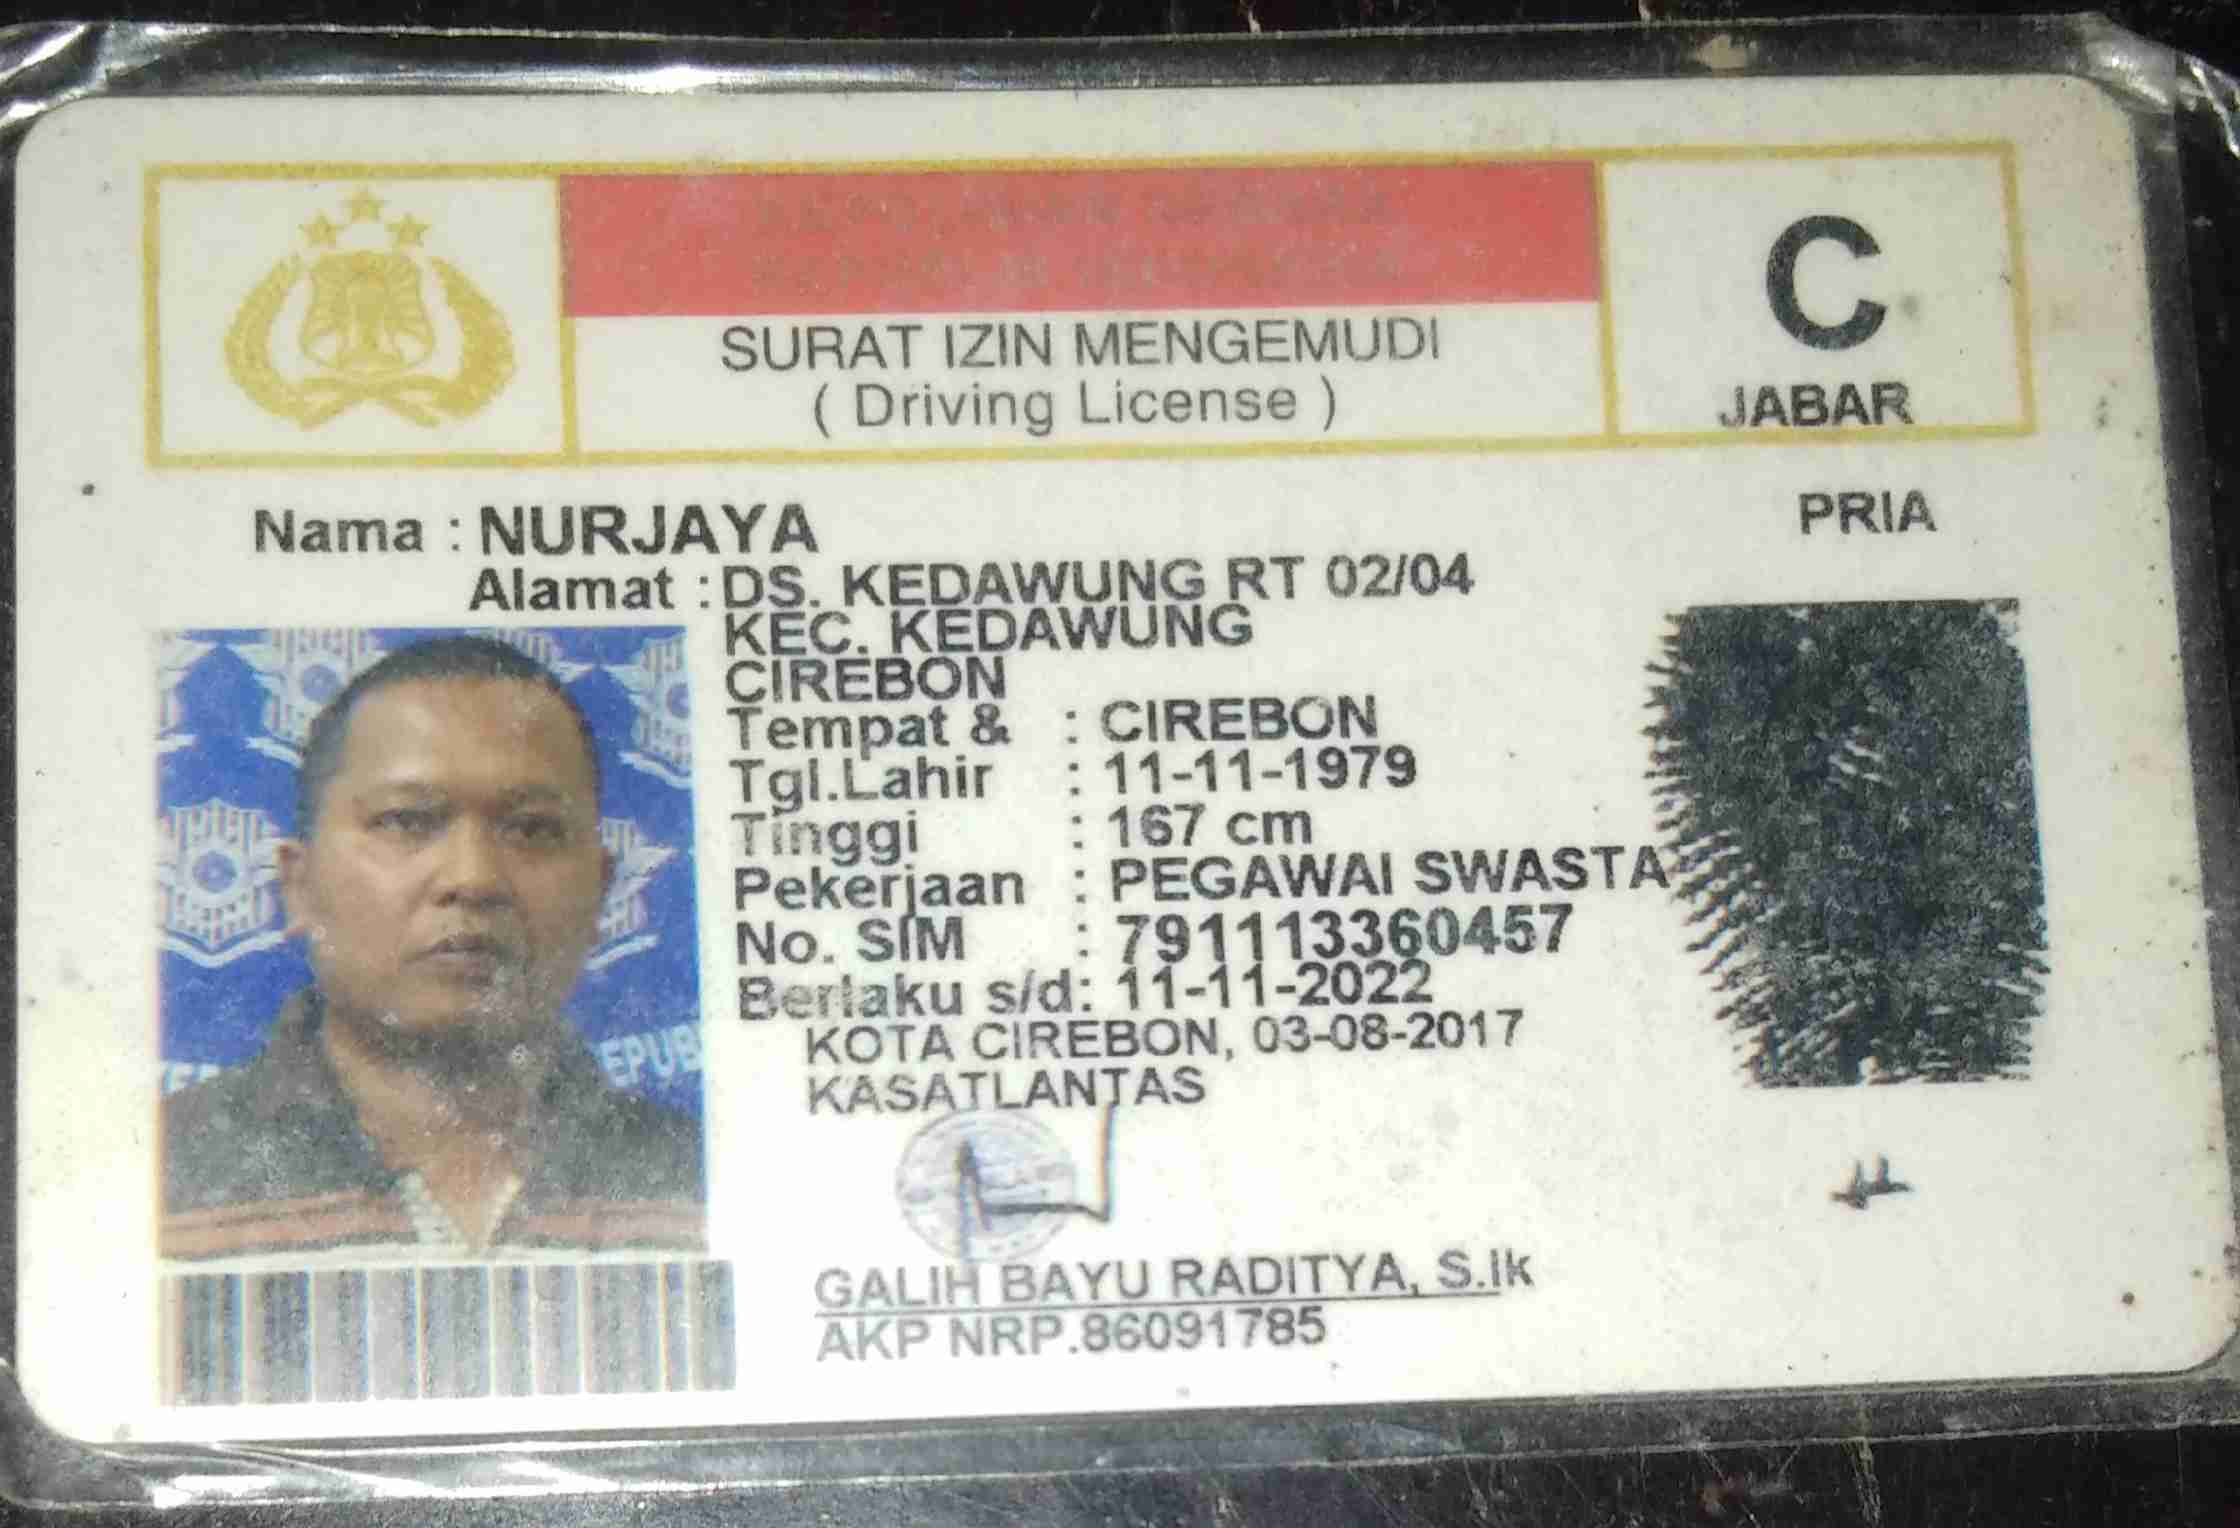 SURAT IZIN MENGEMUDI
( Driving License )
C
JABAR
Nama : NURJAYA
PRIA
Alamat : DS. KEDAWUNG RT 02/04
KEC. KEDAWUNG
CIREBON
Tempat & : CIREBON
Tgl.Lahir : 11-11-1979
Tinggi : 167 cm
Pekerjaan : PEGAWAI SWASTA
No. SIM : 791113360457
Berlaku s/d: 11-11-2022
KOTA CIREBON, 03-08-2017
KASATLANTAS
GALIH BAYU RADITYA, S.Ik
AKP NRP.86091785